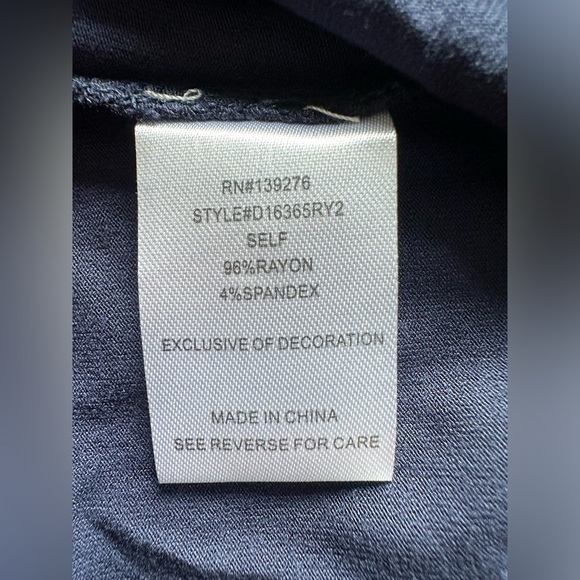 RN#139276
STYLE#D16365RY2
SELF
96%RAYON
4%SPANDEX
EXCLUSIVE OF DECORATION
MADE IN CHINA
SEE REVERSE FOR CARE